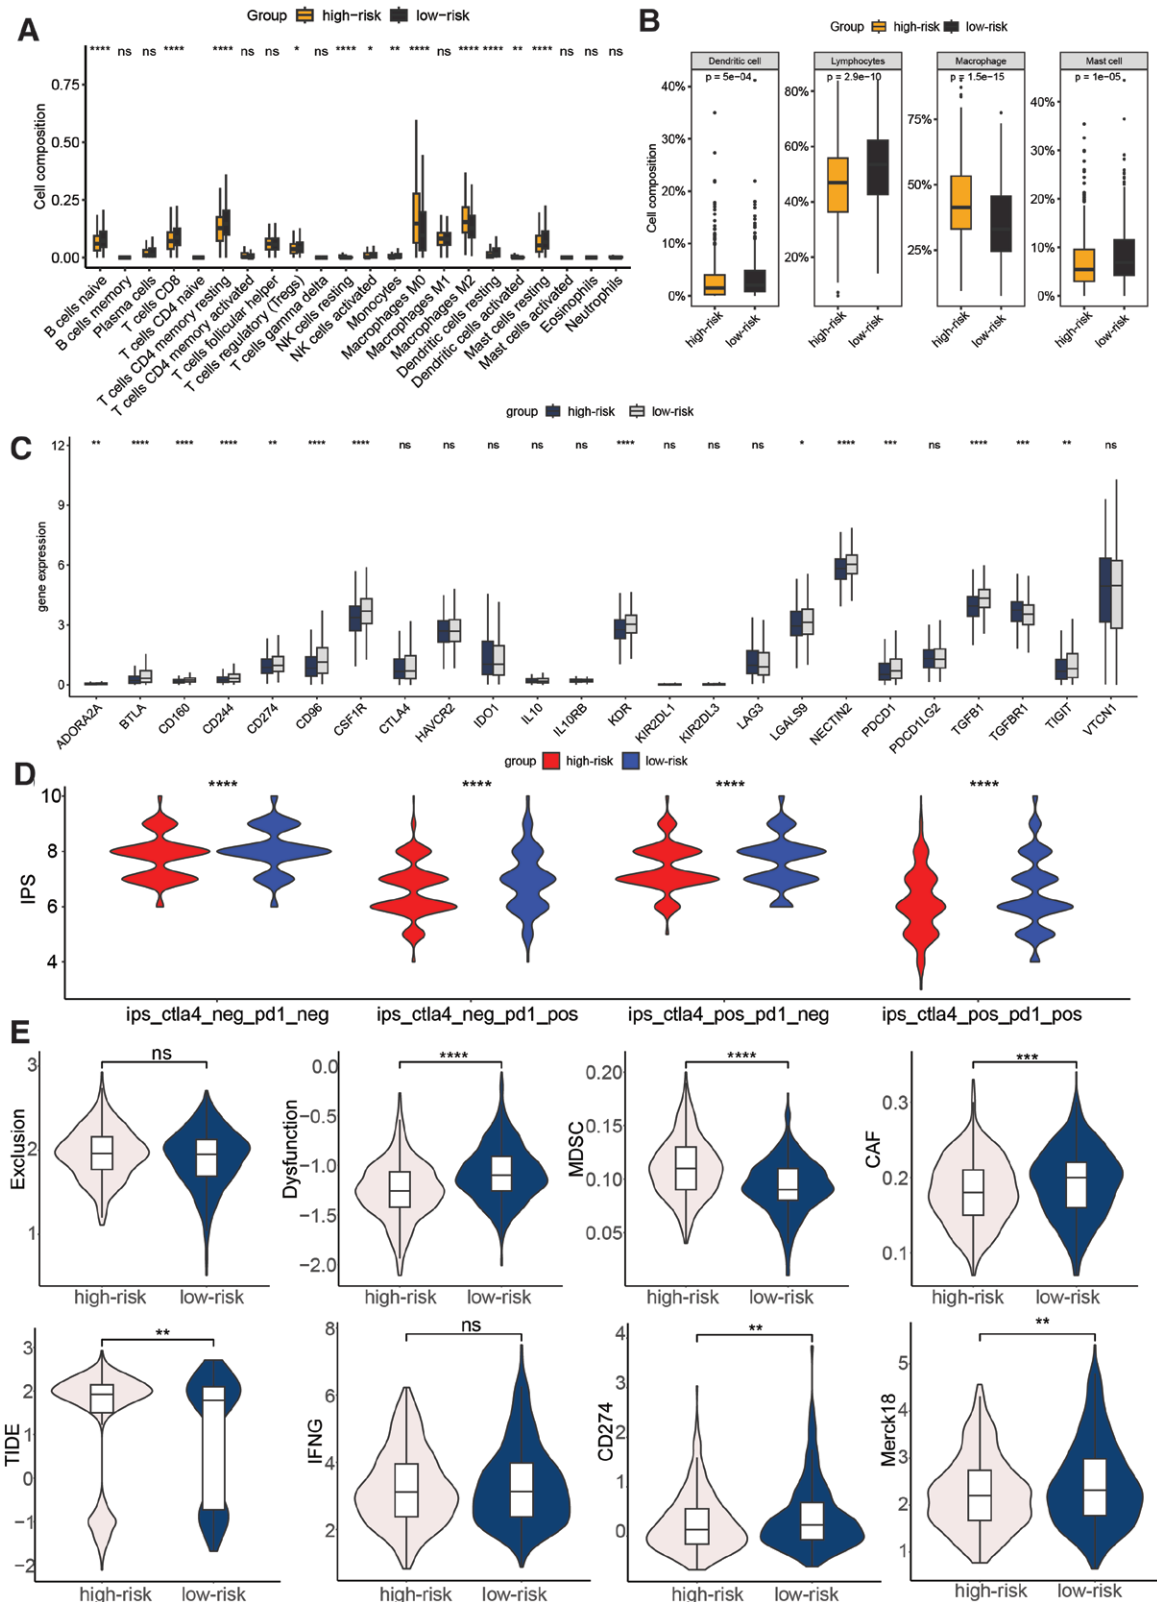 A
Group high-risk low-risk
**** ns ns **** **** ns ns * ns **** * ** **** ns **** **** ** **** ns ns ns
Cell composition
0.75
0.50
0.25
0.00
B cells naive
B cells memory
Plasma cells
T cells CD8
T cells CD4 naive
T cells CD4 memory resting
T cells CD4 memory activated
T cells follicular helper
T cells regulatory (Tregs)
T cells gamma delta
NK cells resting
NK cells activated
Monocytes
Macrophages M0
Macrophages M1
Macrophages M2
Dendritic cells resting
Dendritic cells activated
Mast cells resting
Mast cells activated
Eosinophils
Neutrophils
B
Group high-risk low-risk
Cell composition
Dendritic cell
p = 5e-04
40%
30%
20%
10%
0%
high-risk
low-risk
Lymphocytes
p = 2.9e-10
80%
60%
40%
20%
high-risk
low-risk
Macrophage
p = 1.5e-15
75%
50%
25%
high-risk
low-risk
Mast cell
p = 1e-05
40%
30%
20%
10%
0%
high-risk
low-risk
C
group high-risk low-risk
** **** **** **** ** **** **** ns ns ns ns ns **** ns ns ns * **** *** ns **** *** ** ns
gene expression
12
9
6
3
0
ADORA2A
BTLA
CD160
CD244
CD274
CD96
CSF1R
CTLA4
HAVCR2
IDO1
IL10
IL10RB
KDR
KIR2DL1
KIR2DL3
LAG3
LGALS9
NECTIN2
PDCD1
PDCD1LG2
TGFB1
TGFBR1
TIGIT
VTCN1
D
group high-risk low-risk
**** **** **** ****
IPS
10
8
6
4
ips_ctla4_neg_pd1_neg
ips_ctla4_neg_pd1_pos
ips_ctla4_pos_pd1_neg
ips_ctla4_pos_pd1_pos
E
Exclusion
ns
3
2
1
high-risk low-risk
Dysfunction
****
0.0
−0.5
−1.0
−1.5
−2.0
high-risk low-risk
MDSC
****
0.20
0.15
0.10
0.05
high-risk low-risk
CAF
***
0.3
0.2
0.1
high-risk low-risk
TIDE
**
3
2
1
0
−1
−2
high-risk low-risk
IFNG
ns
8
6
4
2
high-risk low-risk
CD274
**
4
3
2
1
0
high-risk low-risk
Merck18
**
5
4
3
2
1
high-risk low-risk